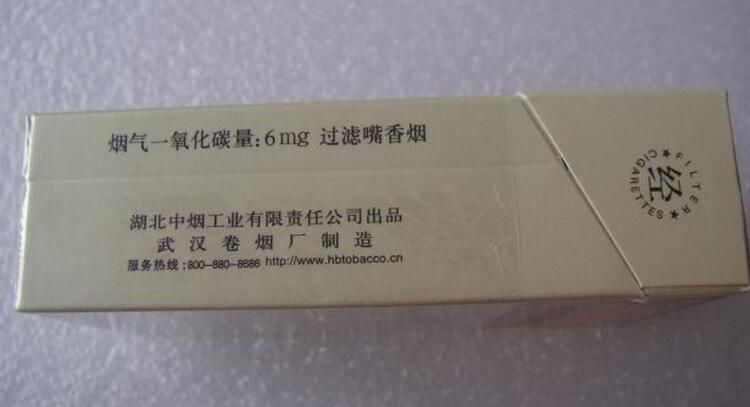 烟气一氧化碳量:6mg 过滤嘴香烟
湖北中烟工业有限责任公司出品
武汉卷烟厂制造
服务热线:800-880-8686 http://www.hbtobacco.cn
FILTER
经
CIGARETTES